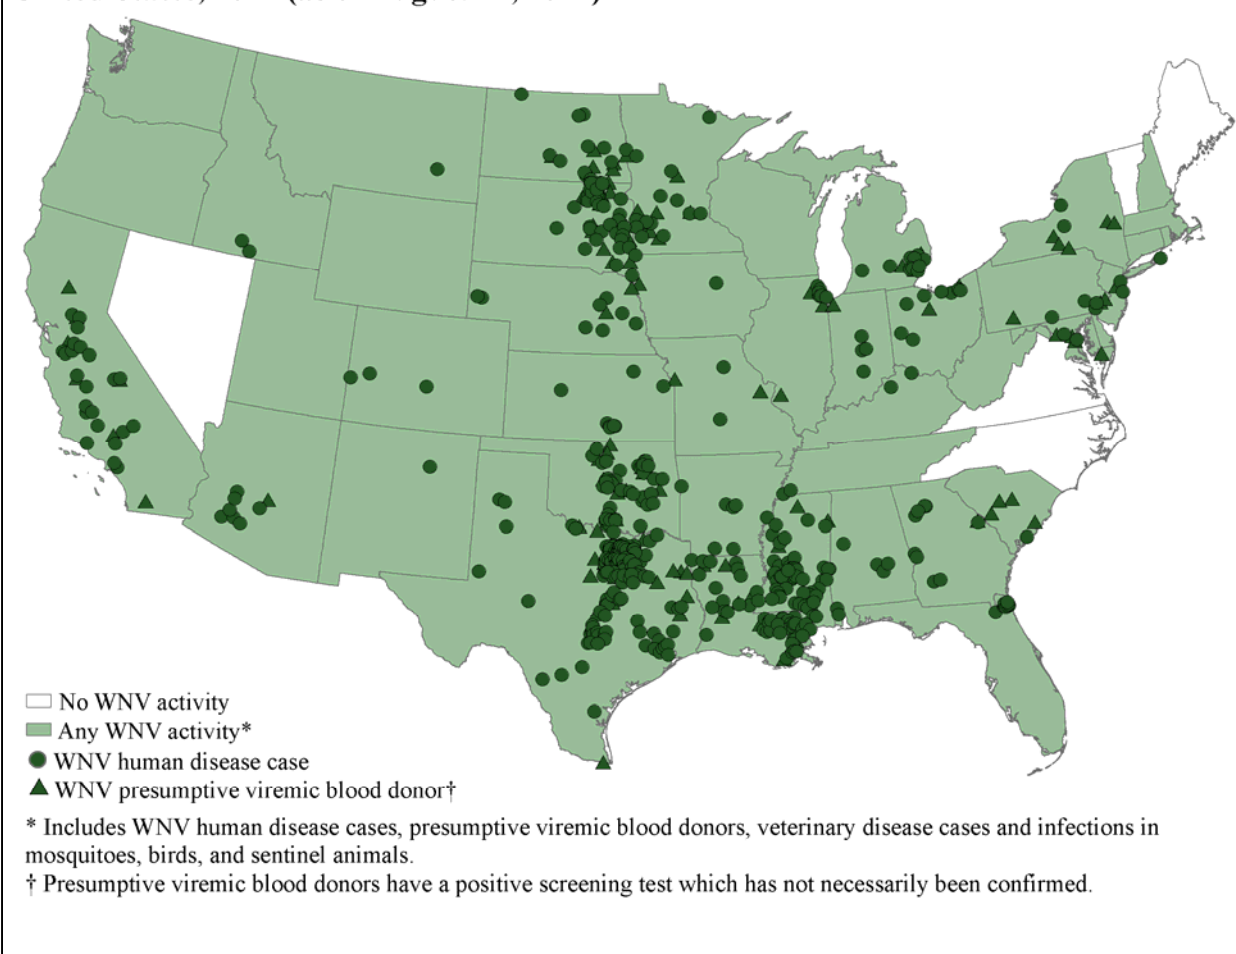 No WNV activity
Any WNV activity*
WNV human disease case
WNV presumptive viremic blood donor†
* Includes WNV human disease cases, presumptive viremic blood donors, veterinary disease cases and infections in
mosquitoes, birds, and sentinel animals.
† Presumptive viremic blood donors have a positive screening test which has not necessarily been confirmed.